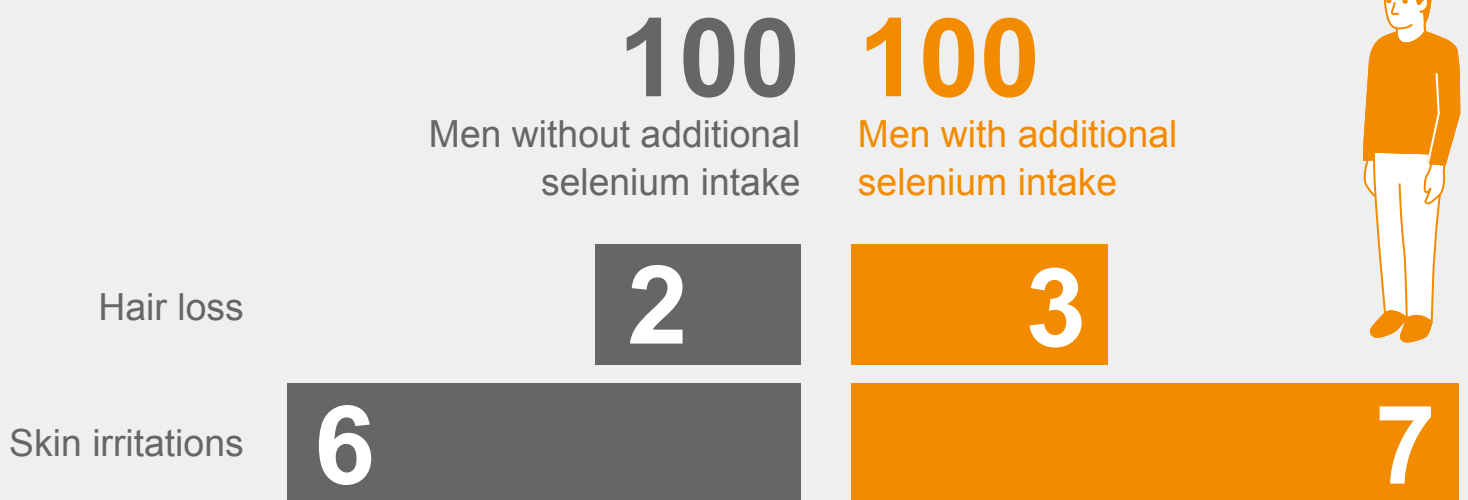 100 100
Men without additional
selenium intake
Men with additional
selenium intake
Hair loss 2 3
Skin irritations 6 7